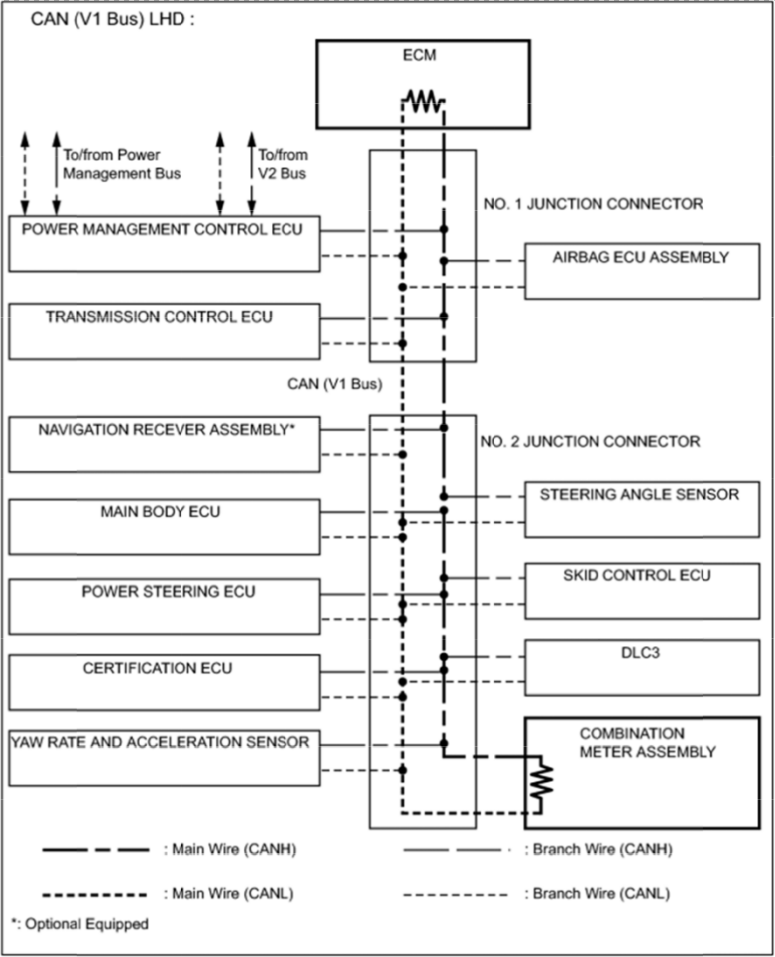 CAN (V1 Bus) LHD :
ECM
To/from Power
Management Bus
To/from
V2 Bus
NO. 1 JUNCTION CONNECTOR
POWER MANAGEMENT CONTROL ECU
AIRBAG ECU ASSEMBLY
TRANSMISSION CONTROL ECU
CAN (V1 Bus)
NAVIGATION RECEVER ASSEMBLY*
NO. 2 JUNCTION CONNECTOR
STEERING ANGLE SENSOR
MAIN BODY ECU
SKID CONTROL ECU
POWER STEERING ECU
DLC3
CERTIFICATION ECU
COMBINATION
METER ASSEMBLY
YAW RATE AND ACCELERATION SENSOR
: Main Wire (CANH)
: Branch Wire (CANH)
: Main Wire (CANL)
: Branch Wire (CANL)
*: Optional Equipped